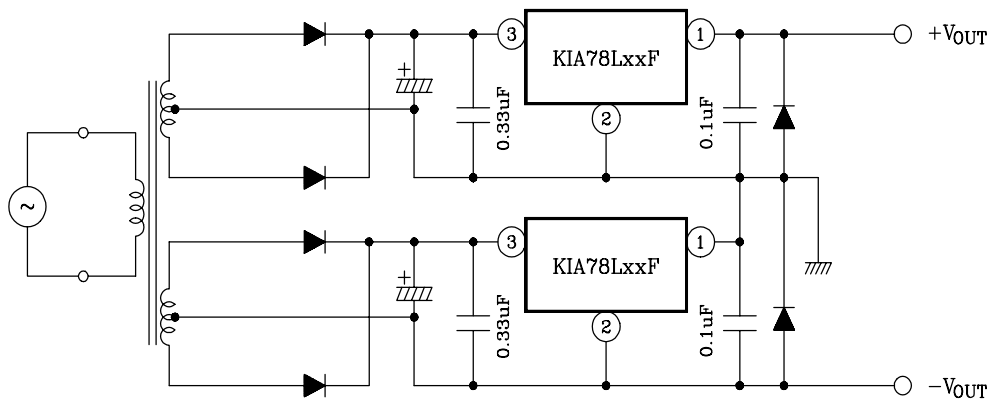 3
KIA78LxxF
1
+VOUT
+
0.33uF
2
0.1uF
~
3
KIA78LxxF
1
+
0.33uF
2
0.1uF
−VOUT